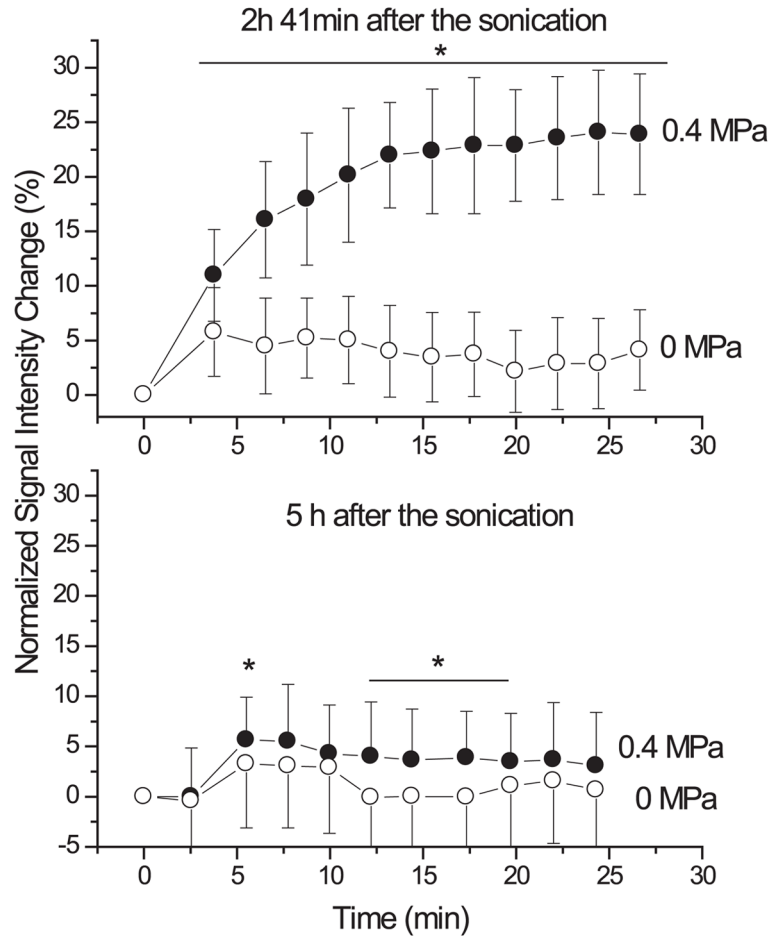 2h 41min after the sonication
*
30
25
20
15
10
5
0
0.4 MPa
0 MPa
0 5 10 15 20 25 30
Normalized Signal Intensity Change (%)
5 h after the sonication
30
25
20
15
10
5
0
-5
* *
0.4 MPa
0 MPa
0 5 10 15 20 25 30
Time (min)